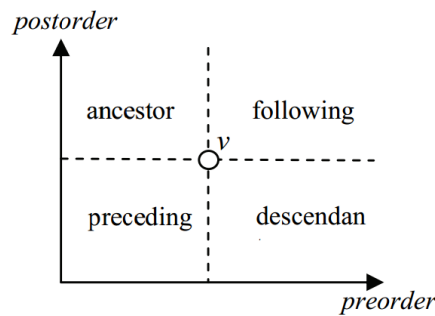 postorder
ancestor following
v
preceding descendan
preorder